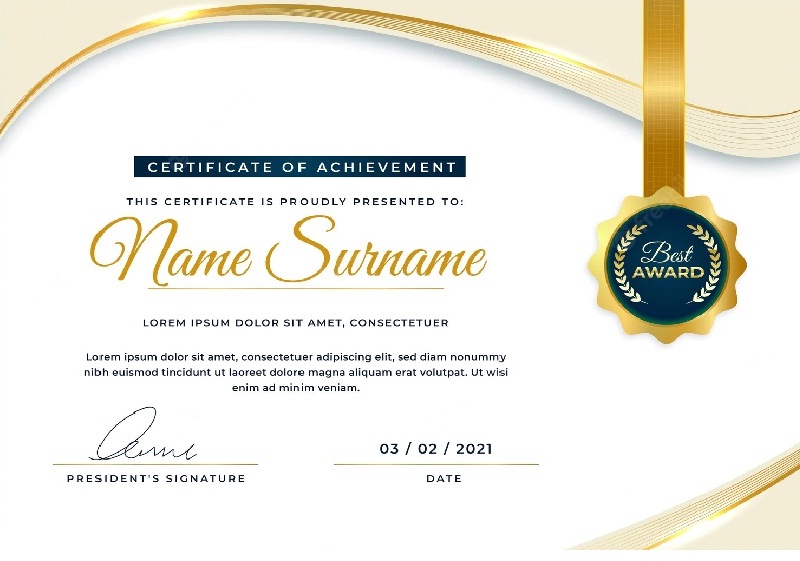 CERTIFICATE OF ACHIEVEMENT
THIS CERTIFICATE IS PROUDLY PRESENTED TO:
Name Surname
Best
AWARD
LOREM IPSUM DOLOR SIT AMET, CONSECTETUER
Lorem ipsum dolor sit amet, consectetuer adipiscing elit, sed diam nonummy
nibh euismod tincidunt ut laoreet dolore magna aliquam erat volutpat. Ut wisi
enim ad minim veniam.
03 / 02 / 2021
PRESIDENT'S SIGNATURE
DATE